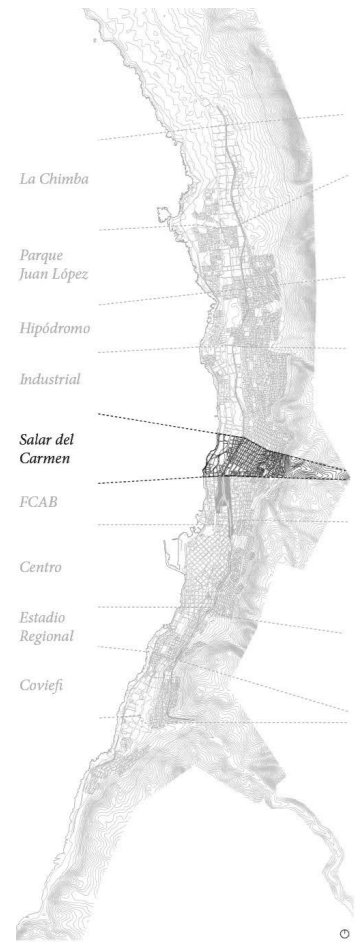 La Chimba
Parque
Juan López
Hipódromo
Industrial
Salar del
Carmen
FCAB
Centro
Estadio
Regional
Coviefi